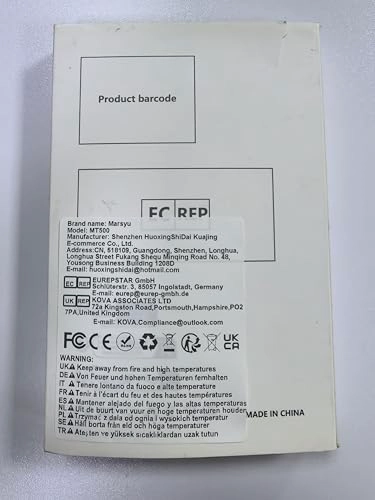 Product barcode
EC REP
Brand name: Marsyu
Model: MT500
Manufacturer: Shenzhen HuoXingShiDai Kuajing
E-commerce Co., Ltd.
Address:CN, 518109, Guangdong, Shenzhen, Longhua,
Longhua Street Fukang Shequ Minqing Road No. 48,
Yousong Business Building 1208D
E-mail: huoxingshidai@hotmail.com
EC REP EUREPSTAR GmbH
Schlüterstr. 3, 85057 Ingolstadt, Germany
E-mail: eurep@eurep-gmbh.de
UK REP KOVA ASSOCIATES LTD
72a Kingston Road,Portsmouth,Hampshire,PO2
7PA,United Kingdom
E-mail: KOVA.Compliance@outlook.com
FC CE UK CA
WARNING:
UK Keep away from fire and high temperatures
DE Von Feuer und hohen Temperaturen fernhalten
IT Tenere lontano da fuoco e alte temperature
FR Tenir à l'écart du feu et des hautes températures
ES Mantener alejado del fuego y las altas temperaturas
NL Uit de buurt van vuur en hoge temperaturen houden
PL Trzymać z dala od ognia i wysokich temperatur
SE Håll borta från eld och höga temperaturer
TR Ateşten ve yüksek sıcaklıklardan uzak tutun
MADE IN CHINA